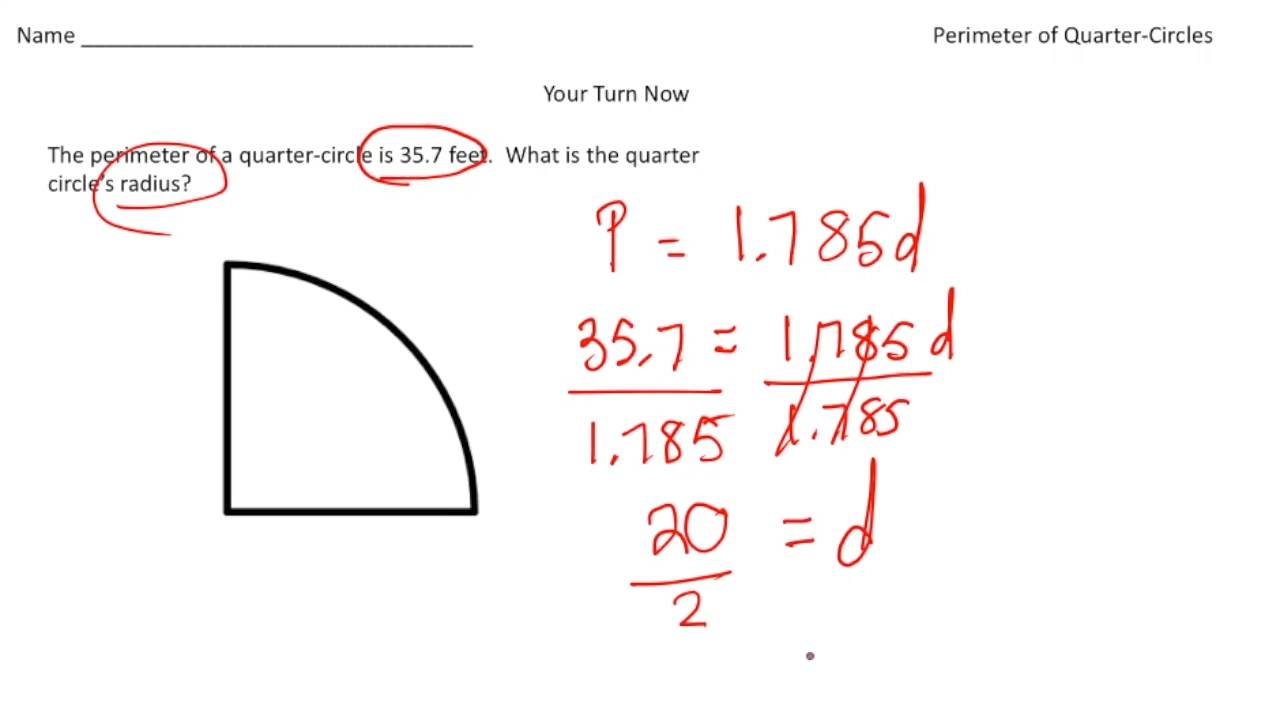 Name ________________________________ Perimeter of Quarter-Circles
Your Turn Now
The perimeter of a quarter-circle is 35.7 feet. What is the quarter
circle's radius?
P = 1.785d
35.7 = 1.785d
1.785 1.785
20 = d
2